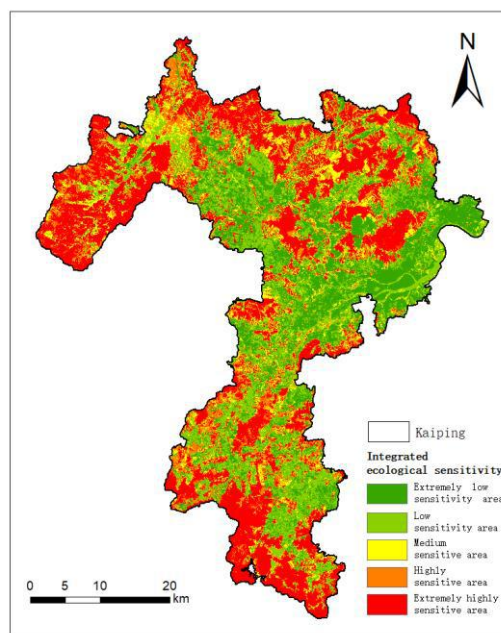 N
Kaiping
Integrated
ecological sensitivity
Extremely low
sensitivity area
Low
sensitivity area
Medium
sensitive area
Highly
sensitive area
Extremely highly
sensitive area
0 5 10 20
km